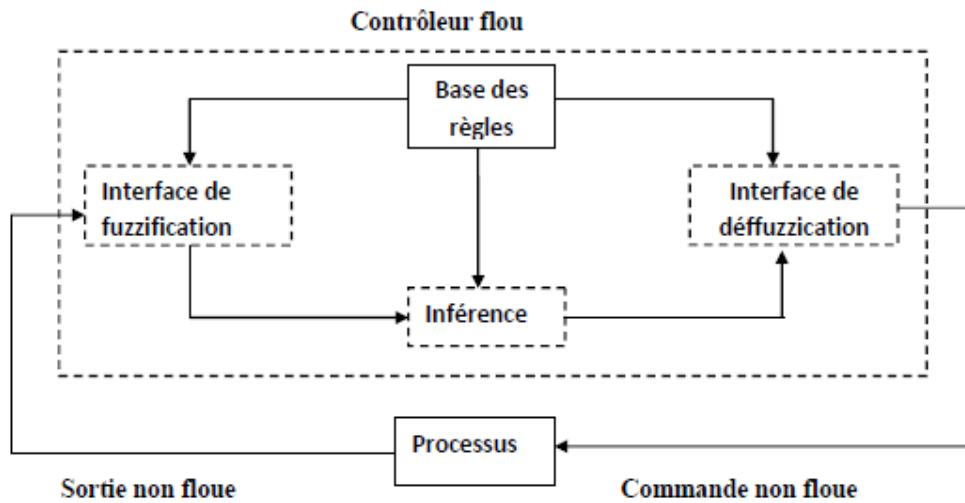 Contrôleur flou
Base des
règles
Interface de
fuzzification
Interface de
déffuzzication
Inférence
Processus
Sortie non floue
Commande non floue